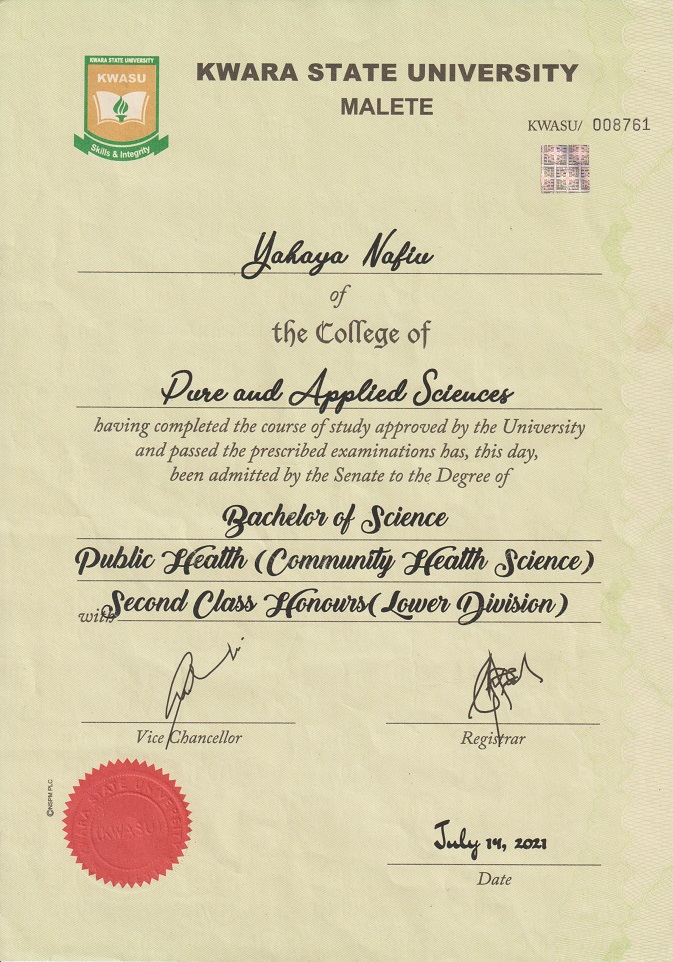 KWARA STATE UNIVERSITY
KWASU
Skills & Integrity
KWARA STATE UNIVERSITY
MALETE
KWASU/ 008761
Yahaya Nafiu
of
the College of
Pure and Applied Sciences
having completed the course of study approved by the University
and passed the prescribed examinations has, this day,
been admitted by the Senate to the Degree of
Bachelor of Science
Public Health (Community Health Science)
with Second Class Honours(Lower Division)
Vice Chancellor
Registrar
©NSPM PLC
KWARA STATE UNIVERSITY
(KWASU)
July 14, 2021
Date